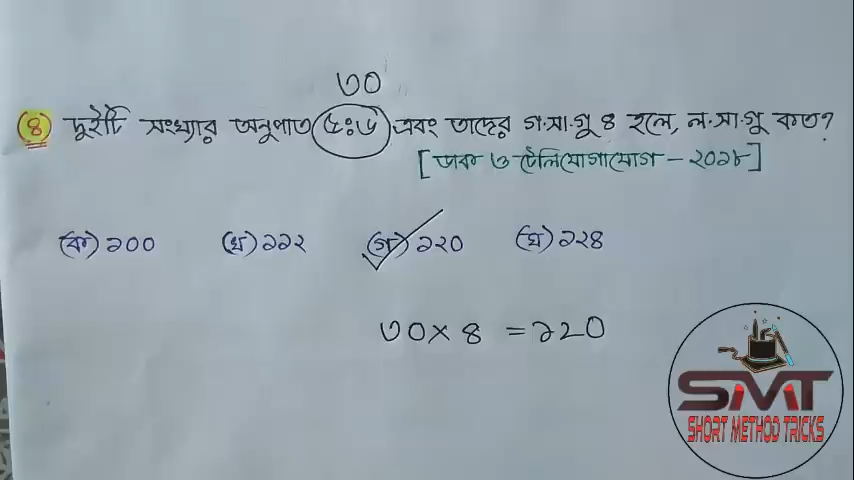 ৩০
(৪) দুইটি সংখ্যার অনুপাত ৫ঃ৬ এবং তাদের গ.সা.গু ৪ হলে, ল.সা.গু কত?
[ডাক ও টেলিযোগাযোগ – ২০১৮]
(ক) ১০০ (খ) ১১২ (গ) ১২০ (ঘ) ১২৪
৩০ × ৪ = ১২০
SMT
SHORT METHOD TRICKS